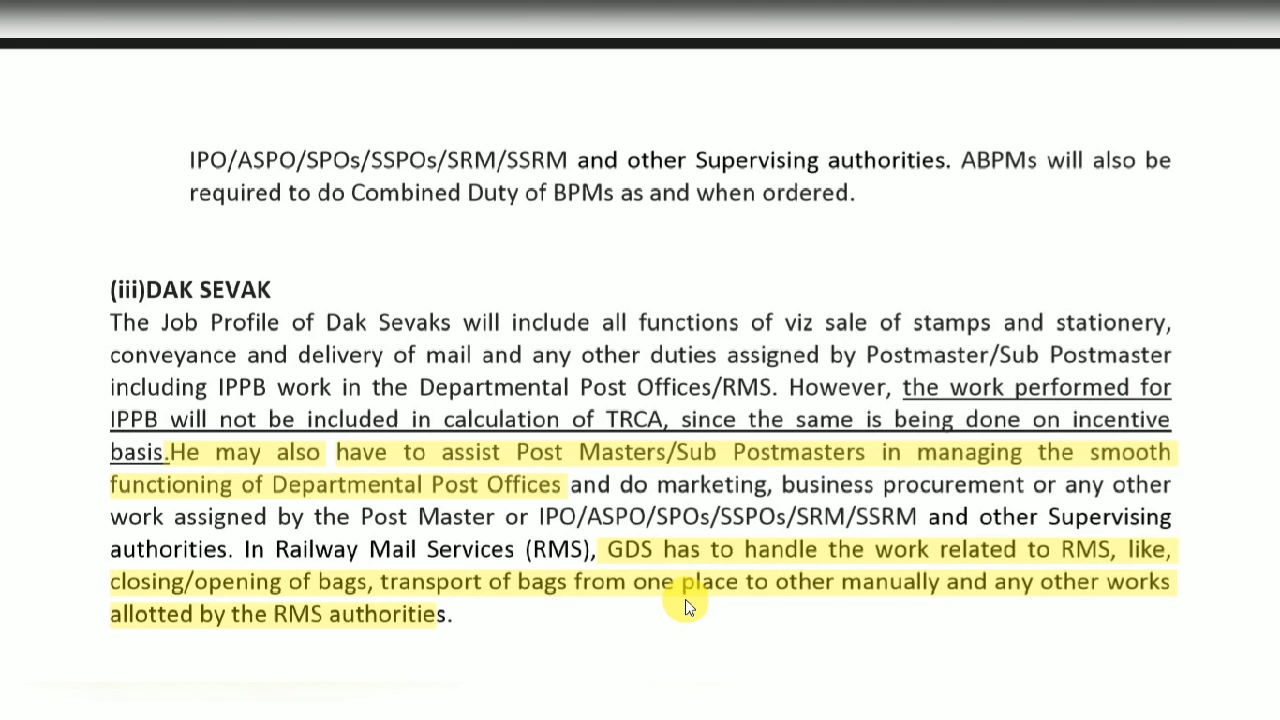 IPO/ASPO/SPOs/SSPOs/SRM/SSRM and other Supervising authorities. ABPMs will also be
required to do Combined Duty of BPMs as and when ordered.
(iii)DAK SEVAK
The Job Profile of Dak Sevaks will include all functions of viz sale of stamps and stationery,
conveyance and delivery of mail and any other duties assigned by Postmaster/Sub Postmaster
including IPPB work in the Departmental Post Offices/RMS. However, the work performed for
IPPB will not be included in calculation of TRCA, since the same is being done on incentive
basis.He may also have to assist Post Masters/Sub Postmasters in managing the smooth
functioning of Departmental Post Offices and do marketing, business procurement or any other
work assigned by the Post Master or IPO/ASPO/SPOs/SSPOs/SRM/SSRM and other Supervising
authorities. In Railway Mail Services (RMS), GDS has to handle the work related to RMS, like,
closing/opening of bags, transport of bags from one place to other manually and any other works
allotted by the RMS authorities.